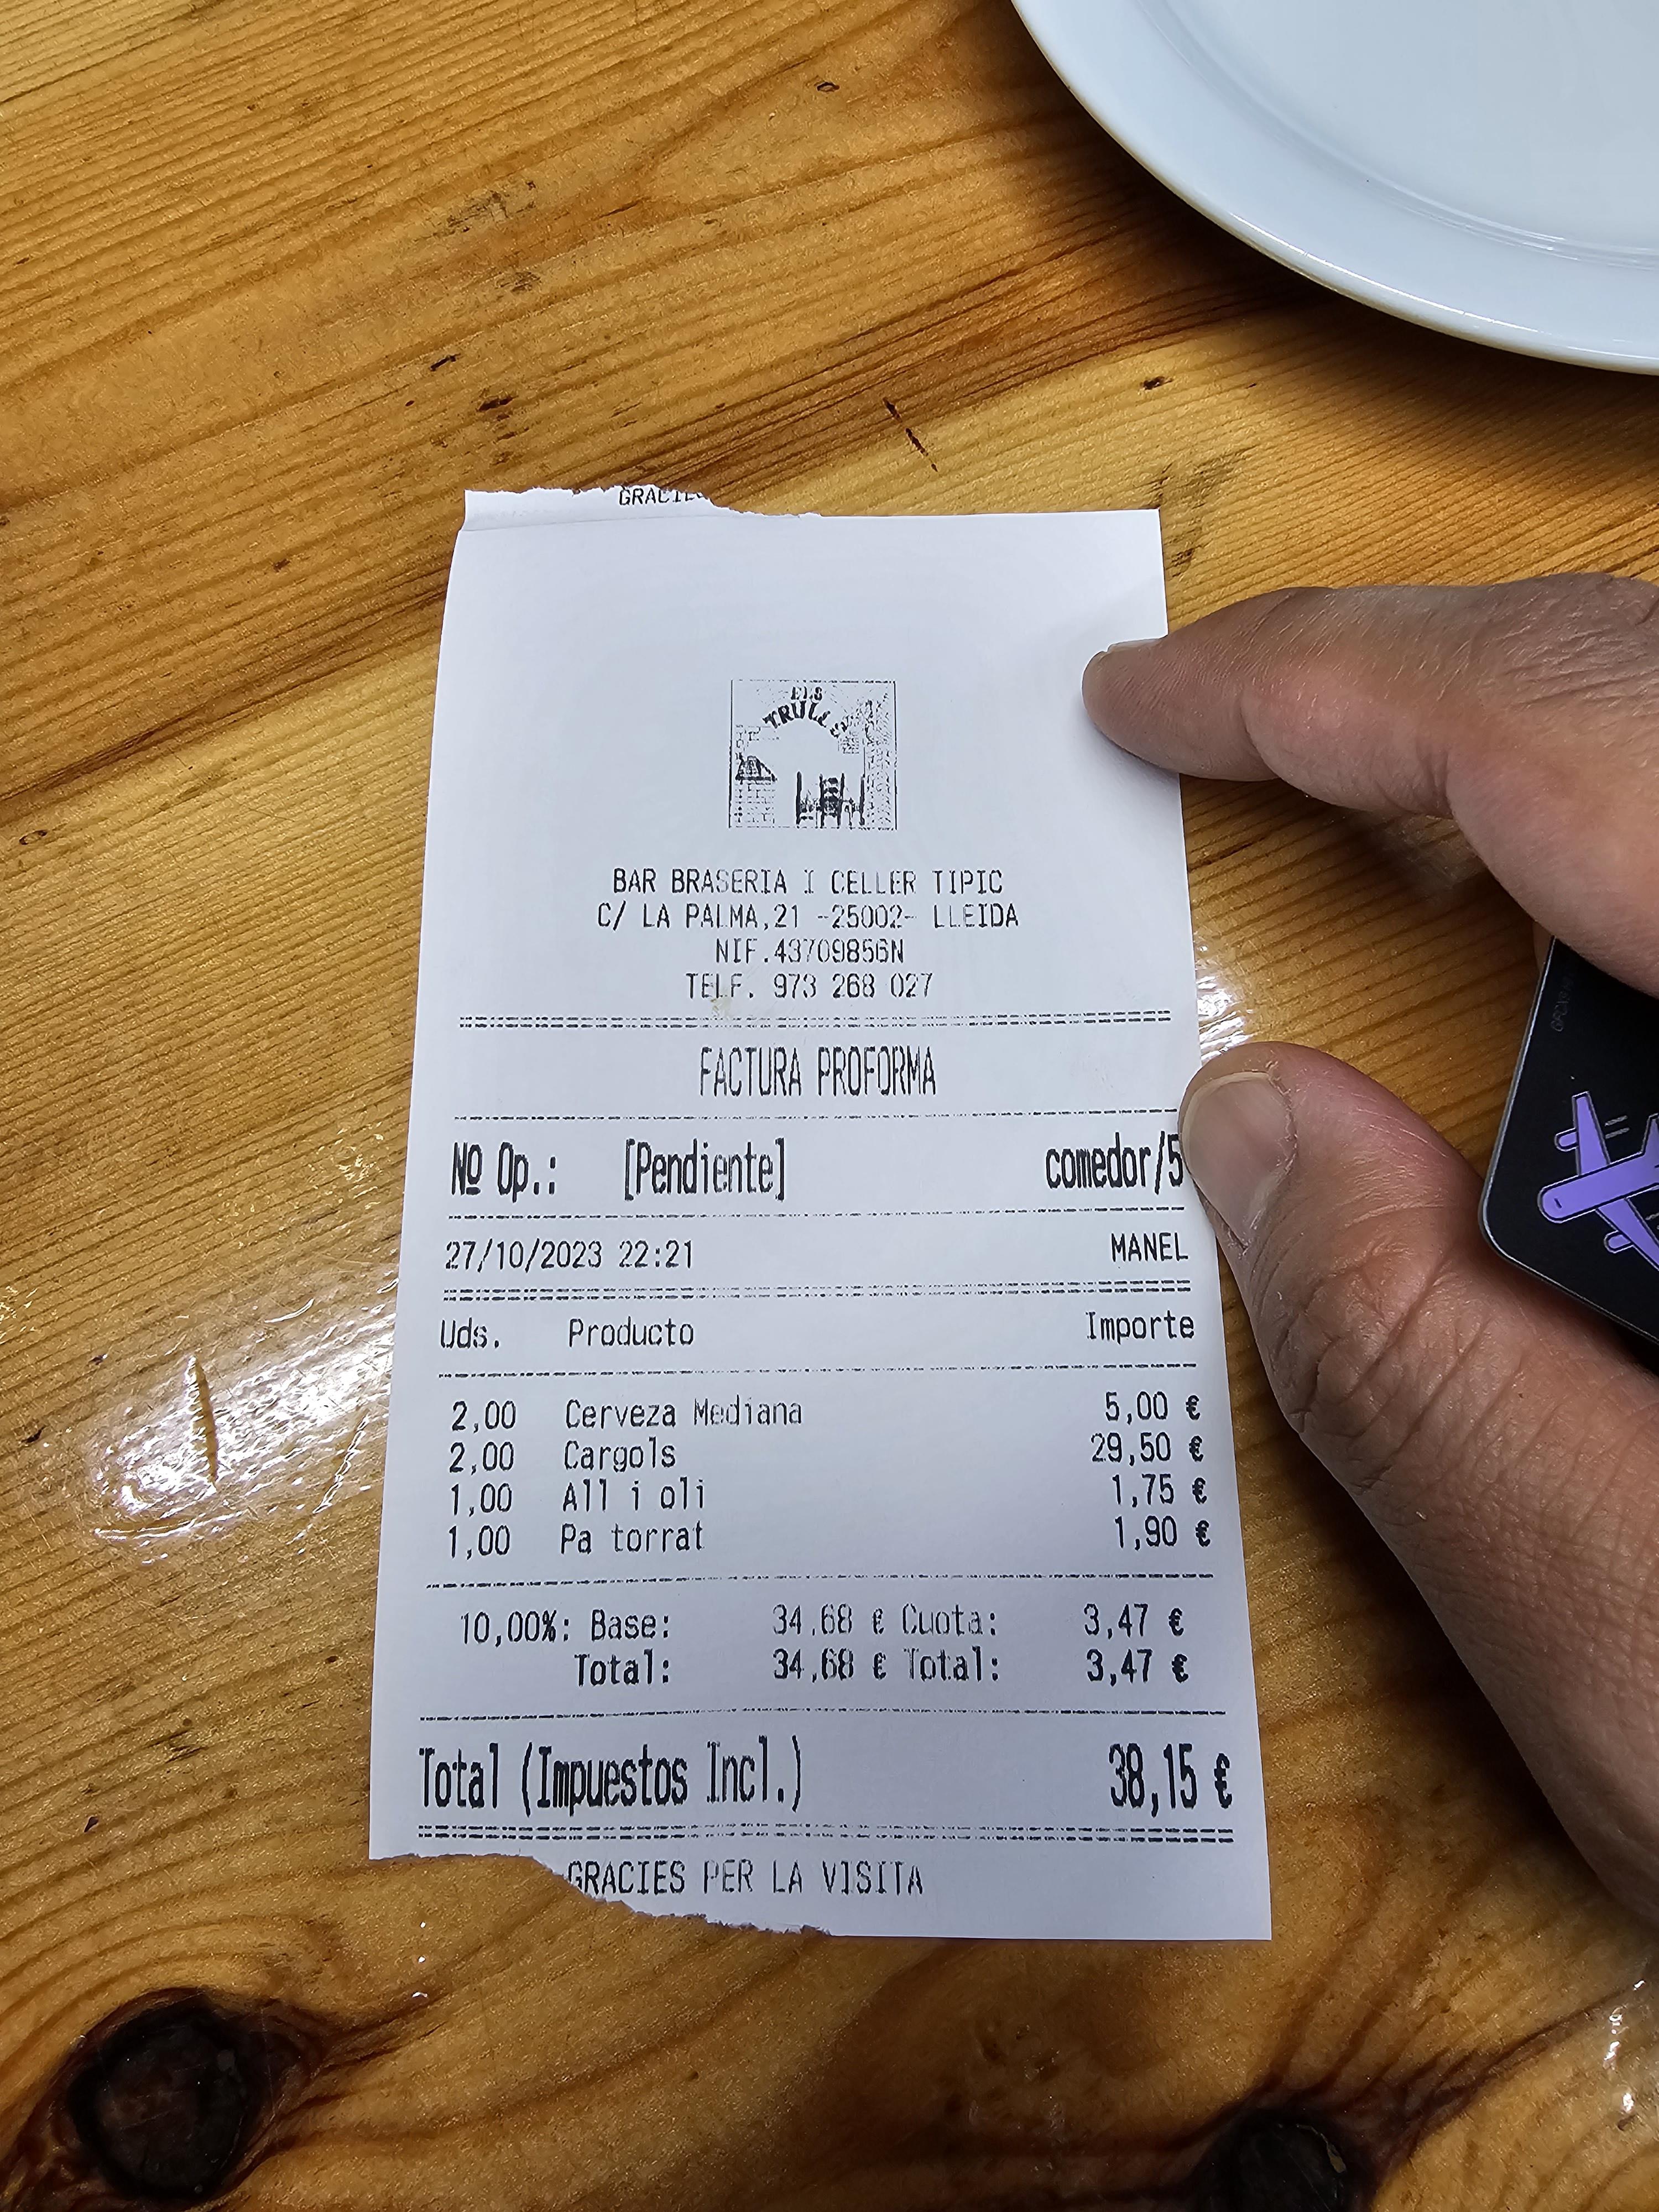 GRACIE
ELS
TRULLS
BAR BRASERIA I CELLER TIPIC
C/ LA PALMA,21 -25002- LLEIDA
NIF.43709856N
TELF. 973 268 027
FACTURA PROFORMA
Nº Op.: [Pendiente] comedor/5
27/10/2023 22:21 MANEL
Uds. Producto Importe
2,00 Cerveza Mediana 5,00 €
2,00 Cargols 29,50 €
1,00 All i oli 1,75 €
1,00 Pa torrat 1,90 €
10,00%: Base: 34,68 € Cuota: 3,47 €
Total: 34,68 € Total: 3,47 €
Total (Impuestos Incl.) 38,15 €
GRACIES PER LA VISITA